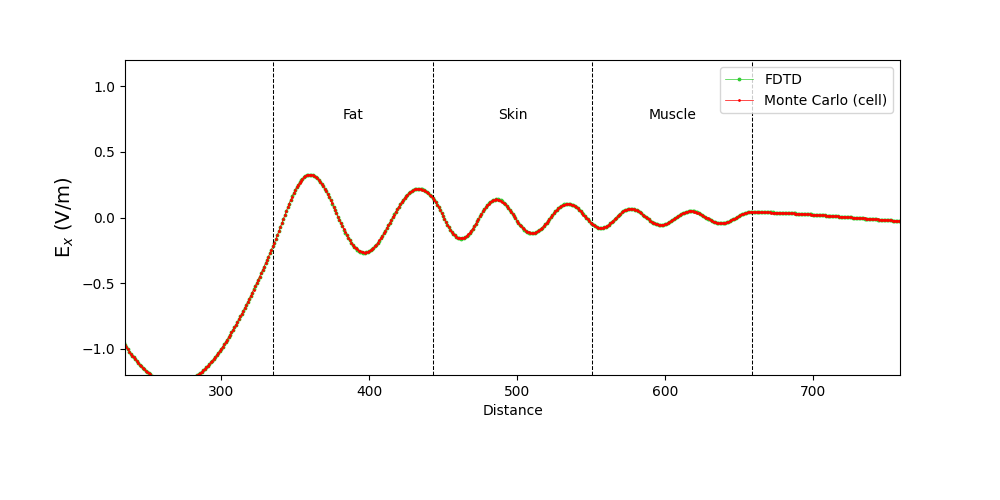 FDTD
Monte Carlo (cell)
Fat Skin Muscle
1.0
0.5
0.0
−0.5
−1.0
Eₓ (V/m)
300 400 500 600 700
Distance